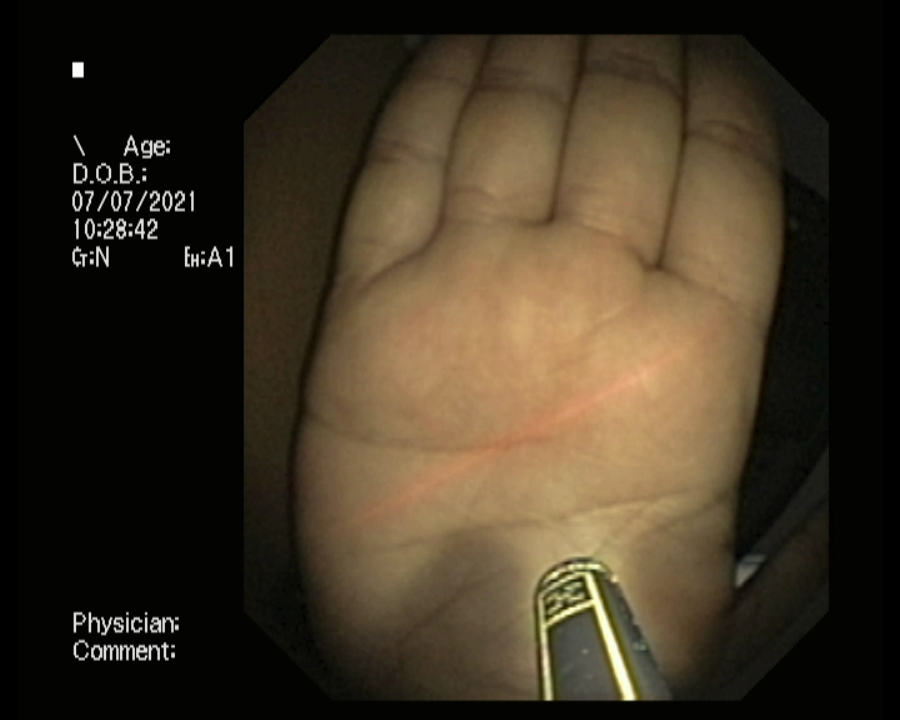 \ Age:
D.O.B.:
07/07/2021
10:28:42
Cr:N Eh:A1
Physician:
Comment: